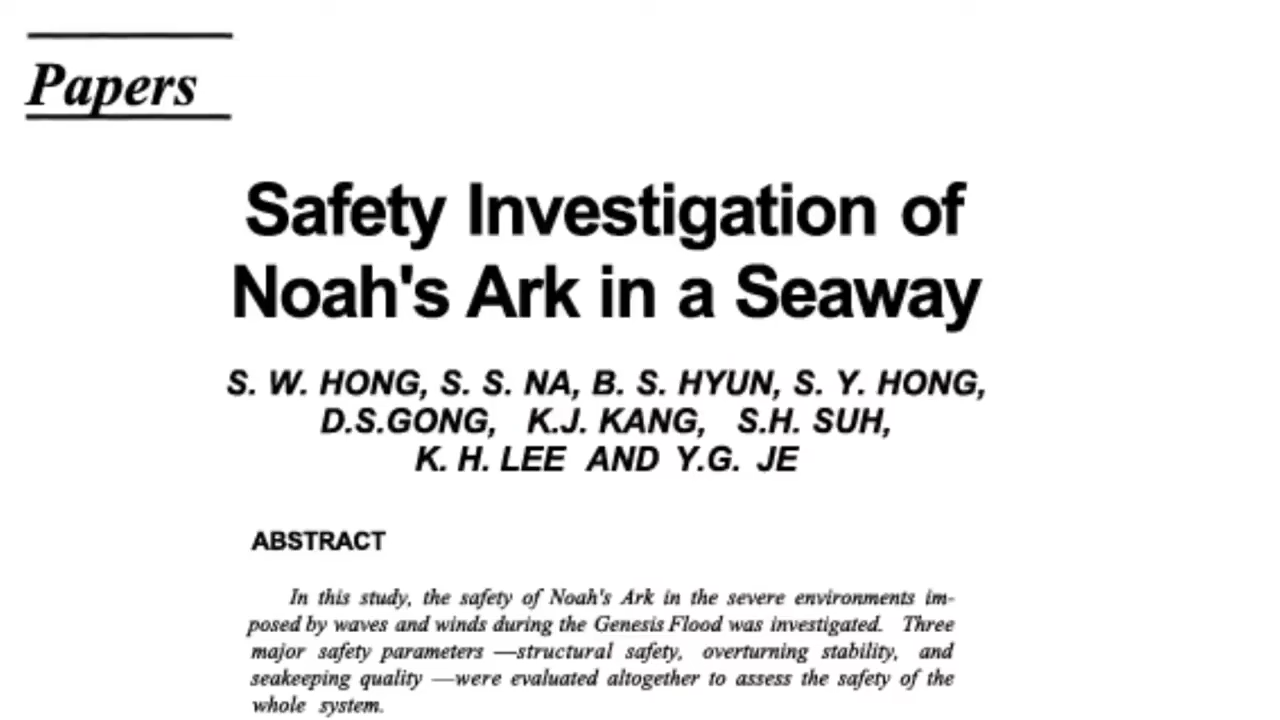 Papers
Safety Investigation of
Noah's Ark in a Seaway
S. W. HONG, S. S. NA, B. S. HYUN, S. Y. HONG,
D.S.GONG, K.J. KANG, S.H. SUH,
K. H. LEE AND Y.G. JE
ABSTRACT
In this study, the safety of Noah's Ark in the severe environments im-
posed by waves and winds during the Genesis Flood was investigated. Three
major safety parameters —structural safety, overturning stability, and
seakeeping quality —were evaluated altogether to assess the safety of the
whole system.